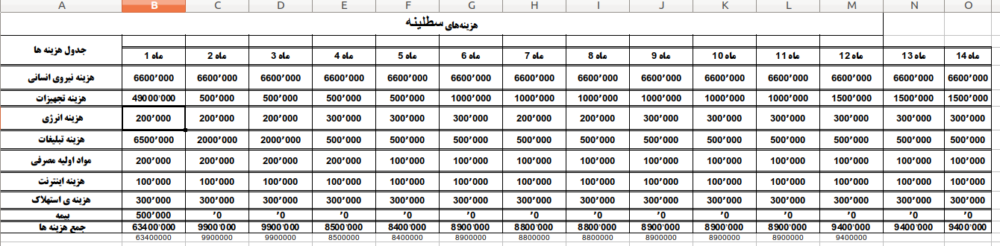 A B C D E F G H I J K L M N O
هزینه‌های سطلینه
جدول هزینه ها
ماه 1 ماه 2 ماه 3 ماه 4 ماه 5 ماه 6 ماه 7 ماه 8 ماه 9 ماه 10 ماه 11 ماه 12 ماه 13 ماه 14
هزینه نیروی انسانی 6600٬000 6600٬000 6600٬000 6600٬000 6600٬000 6600٬000 6600٬000 6600٬000 6600٬000 6600٬000 6600٬000 6600٬000 6600٬000 6600٬000
هزینه تجهیزات 49000٬000 500٬000 500٬000 500٬000 500٬000 1000٬000 1000٬000 1000٬000 1000٬000 1000٬000 1000٬000 1500٬000 1500٬000 1500٬000
هزینه انرژی 200٬000 200٬000 200٬000 300٬000 300٬000 300٬000 200٬000 200٬000 300٬000 300٬000 300٬000 300٬000 300٬000 300٬000
هزینه تبلیغات 6500٬000 2000٬000 2000٬000 500٬000 500٬000 500٬000 500٬000 500٬000 500٬000 500٬000 500٬000 500٬000 500٬000 500٬000
مواد اولیه مصرفی 200٬000 200٬000 200٬000 200٬000 100٬000 100٬000 100٬000 100٬000 100٬000 100٬000 100٬000 100٬000 100٬000 100٬000
هزینه اینترنت 100٬000 100٬000 100٬000 100٬000 100٬000 100٬000 100٬000 100٬000 100٬000 100٬000 100٬000 100٬000 100٬000 100٬000
هزینه ی استهلاک 300٬000 300٬000 300٬000 300٬000 300٬000 300٬000 300٬000 300٬000 300٬000 300٬000 300٬000 300٬000 300٬000 300٬000
بیمه 500٬000 ٬0 ٬0 ٬0 ٬0 ٬0 ٬0 ٬0 ٬0 ٬0 ٬0 ٬0 ٬0 ٬0
جمع هزینه ها 63400٬000 9900٬000 9900٬000 8500٬000 8400٬000 8900٬000 8800٬000 8800٬000 8900٬000 8900٬000 8900٬000 9400٬000 9400٬000 9400٬000
63400000 9900000 9900000 8500000 8400000 8900000 8800000 8800000 8900000 8900000 8900000 9400000